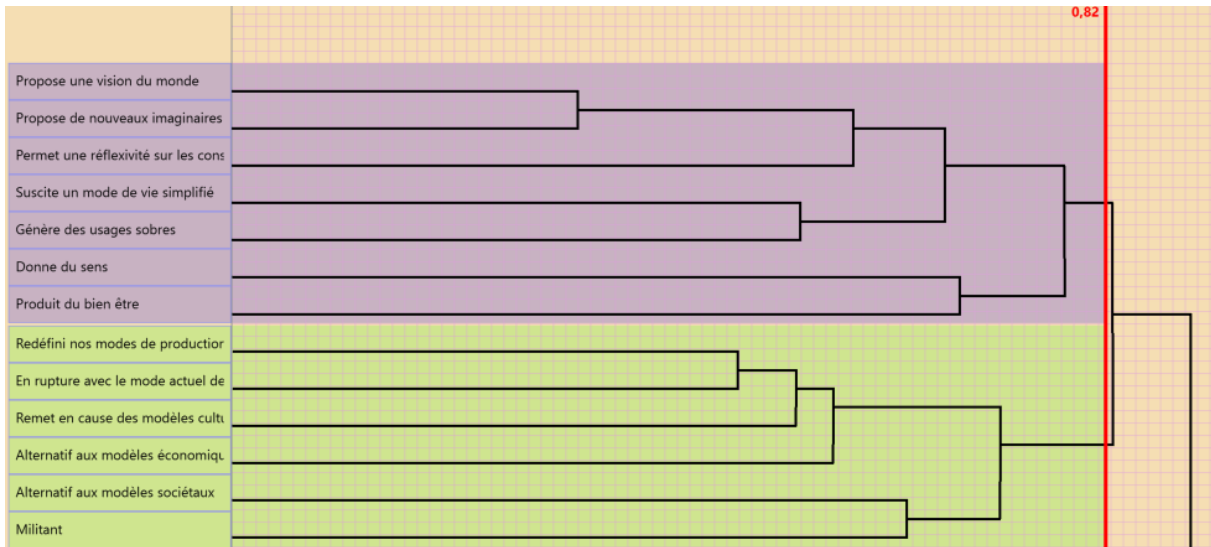 0,82
Propose une vision du monde
Propose de nouveaux imaginaires
Permet une réflexivité sur les cons
Suscite un mode de vie simplifié
Génère des usages sobres
Donne du sens
Produit du bien être
Redéfini nos modes de production
En rupture avec le mode actuel de
Remet en cause des modèles cultu
Alternatif aux modèles économiqu
Alternatif aux modèles sociétaux
Militant